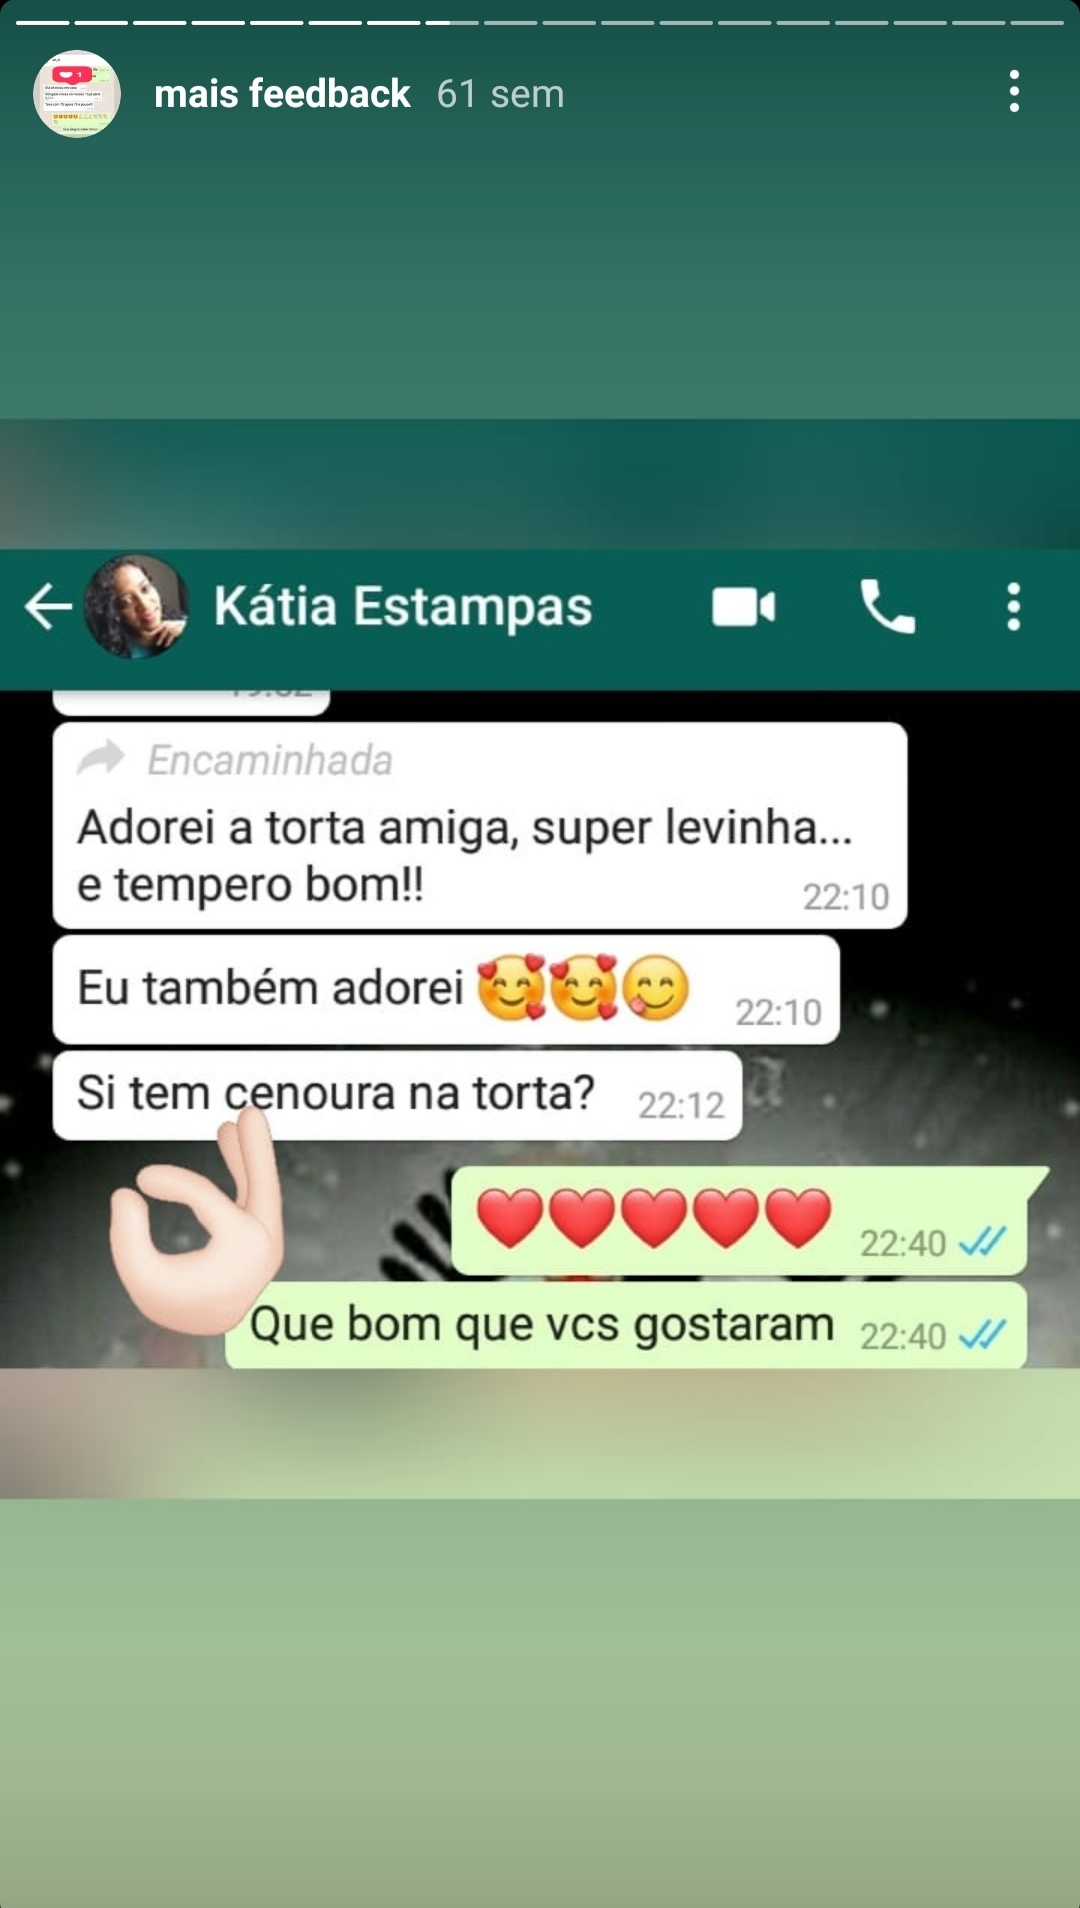 mais feedback 61 sem
Kátia Estampas
Encaminhada
Adorei a torta amiga, super levinha...
e tempero bom!!
22:10
Eu também adorei 🥰🥰😋 22:10
Si tem cenoura na torta? 22:12
❤️❤️❤️❤️❤️ 22:40
Que bom que vcs gostaram 22:40